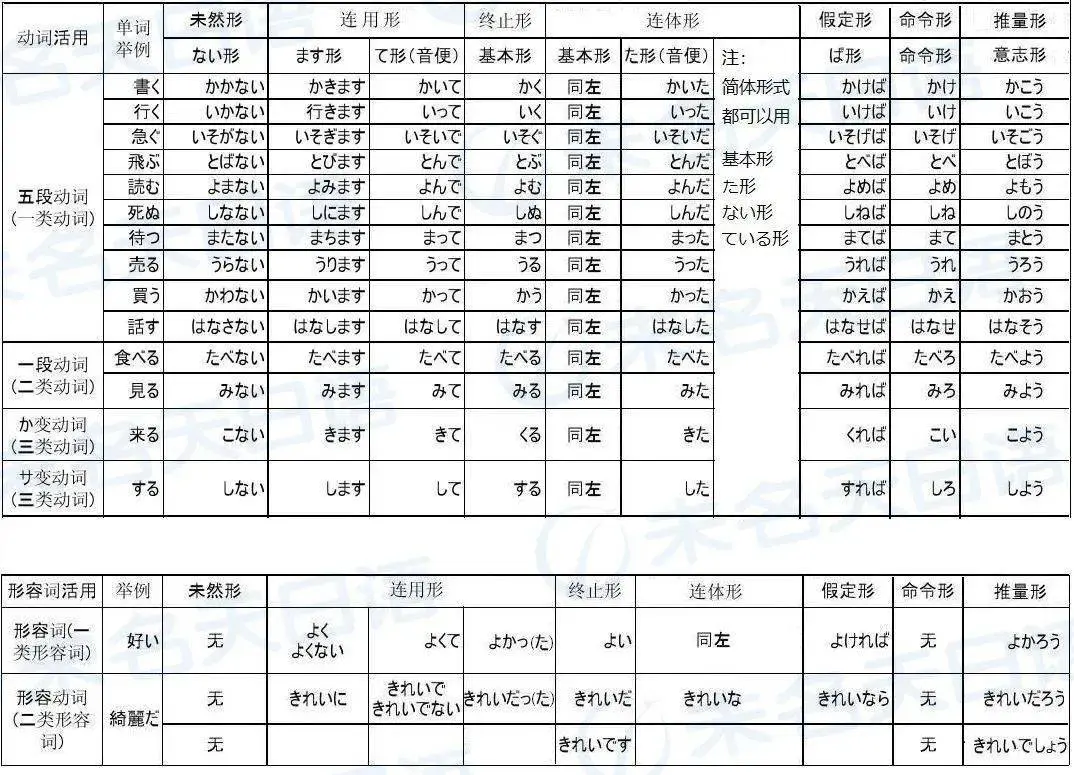 动词活用 单词举例 未然形 连用形 终止形 连体形 假定形 命令形 推量形
ない形 ます形 て形(音便) 基本形 基本形 た形(音便) 注: ば形 命令形 意志形
五段动词(一类动词)
書く かかない かきます かいて かく 同左 かいた 简体形式 かけば かけ かこう
行く いかない 行きます いって いく 同左 いった 都可以用 いけば いけ いこう
急ぐ いそがない いそぎます いそいで いそぐ 同左 いそいだ いそげば いそげ いそごう
飛ぶ とばない とびます とんで とぶ 同左 とんだ 基本形 とべば とべ とぼう
読む よまない よみます よんで よむ 同左 よんだ た形 よめば よめ よもう
死ぬ しなない しにます しんで しぬ 同左 しんだ ない形 しねば しね しのう
待つ またない まちます まって まつ 同左 まった ている形 まてば まて まとう
売る うらない うります うって うる 同左 うった うれば うれ うろう
買う かわない かいます かって かう 同左 かった かえば かえ かおう
話す はなさない はなします はなして はなす 同左 はなした はなせば はなせ はなそう
一段动词(二类动词)
食べる たべない たべます たべて たべる 同左 たべた たべれば たべろ たべよう
見る みない みます みて みる 同左 みた みれば みろ みよう
か变动词(三类动词) 来る こない きます きて くる 同左 きた くれば こい こよう
サ变动词(三类动词) する しない します して する 同左 した すれば しろ しよう
形容词活用 举例 未然形 连用形 终止形 连体形 假定形 命令形 推量形
形容词(一类形容词) 好い 无 よく よくない よくて よかっ(た) よい 同左 よければ 无 よかろう
形容动词(二类形容词) 綺麗だ 无 きれいに きれいで きれいでない きれいだっ(た) きれいだ きれいな きれいなら 无 きれいだろう
无 きれいです 无 きれいでしょう
未名天日语